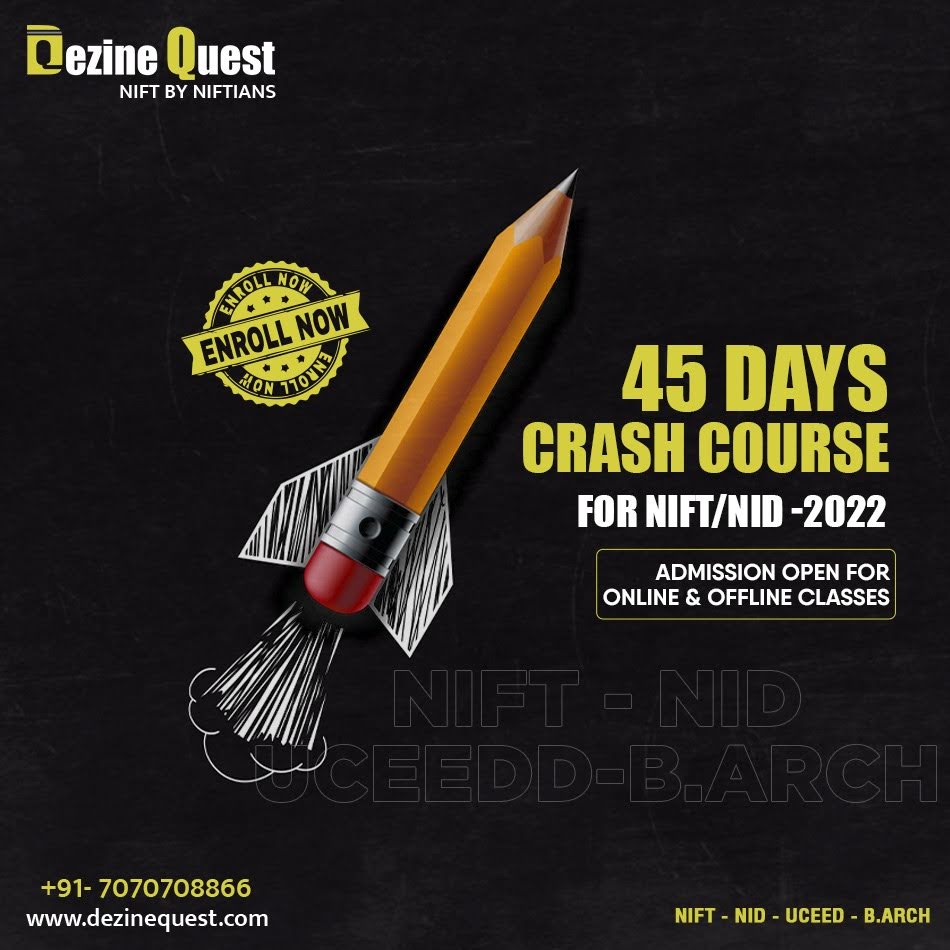 Dezine Quest
NIFT BY NIFTIANS
ENROLL NOW
ENROLL NOW
ENROLL NOW
45 DAYS
CRASH COURSE
FOR NIFT/NID -2022
ADMISSION OPEN FOR
ONLINE & OFFLINE CLASSES
NIFT - NID
UCEEDD-B.ARCH
+91- 7070708866
www.dezinequest.com
NIFT - NID - UCEED - B.ARCH